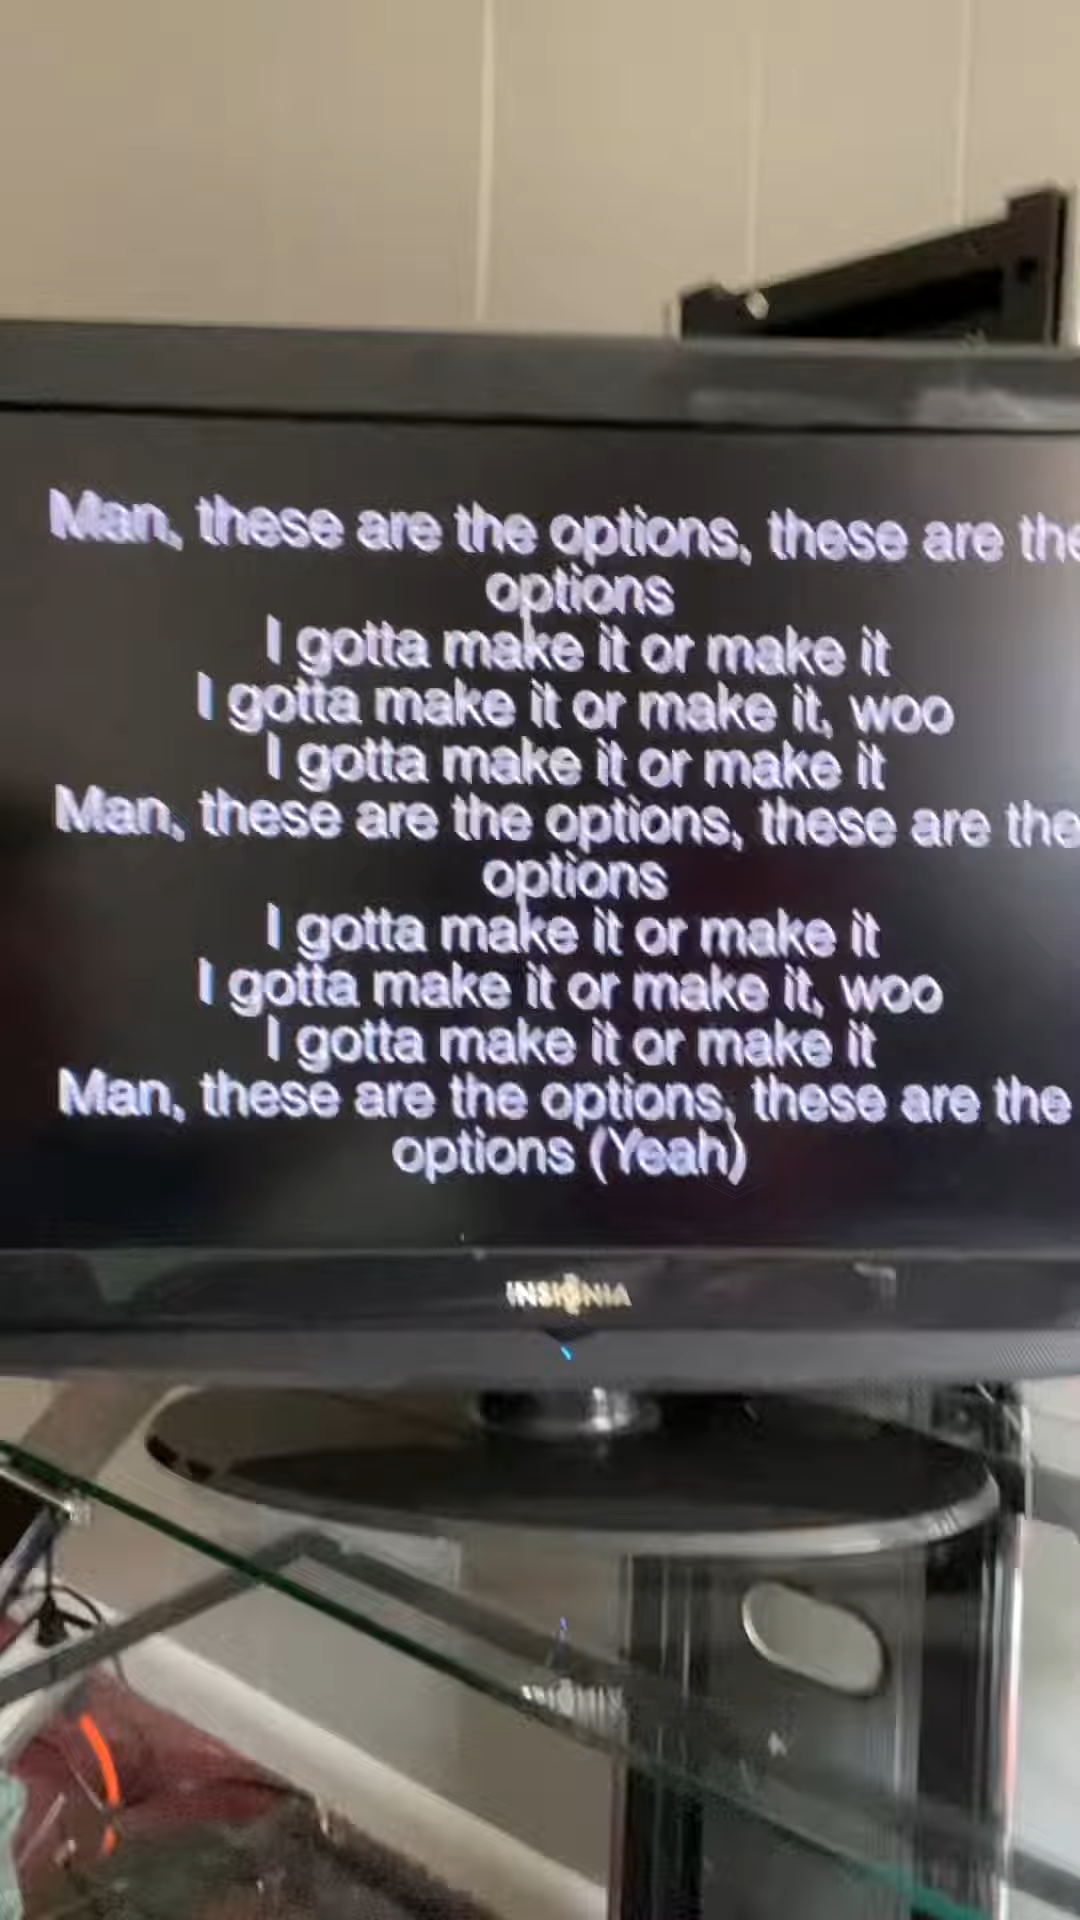 Man, these are the options, these are the
options
I gotta make it or make it
I gotta make it or make it, woo
I gotta make it or make it
Man, these are the options, these are the
options
I gotta make it or make it
I gotta make it or make it, woo
I gotta make it or make it
Man, these are the options, these are the
options (Yeah)
INSIGNIA